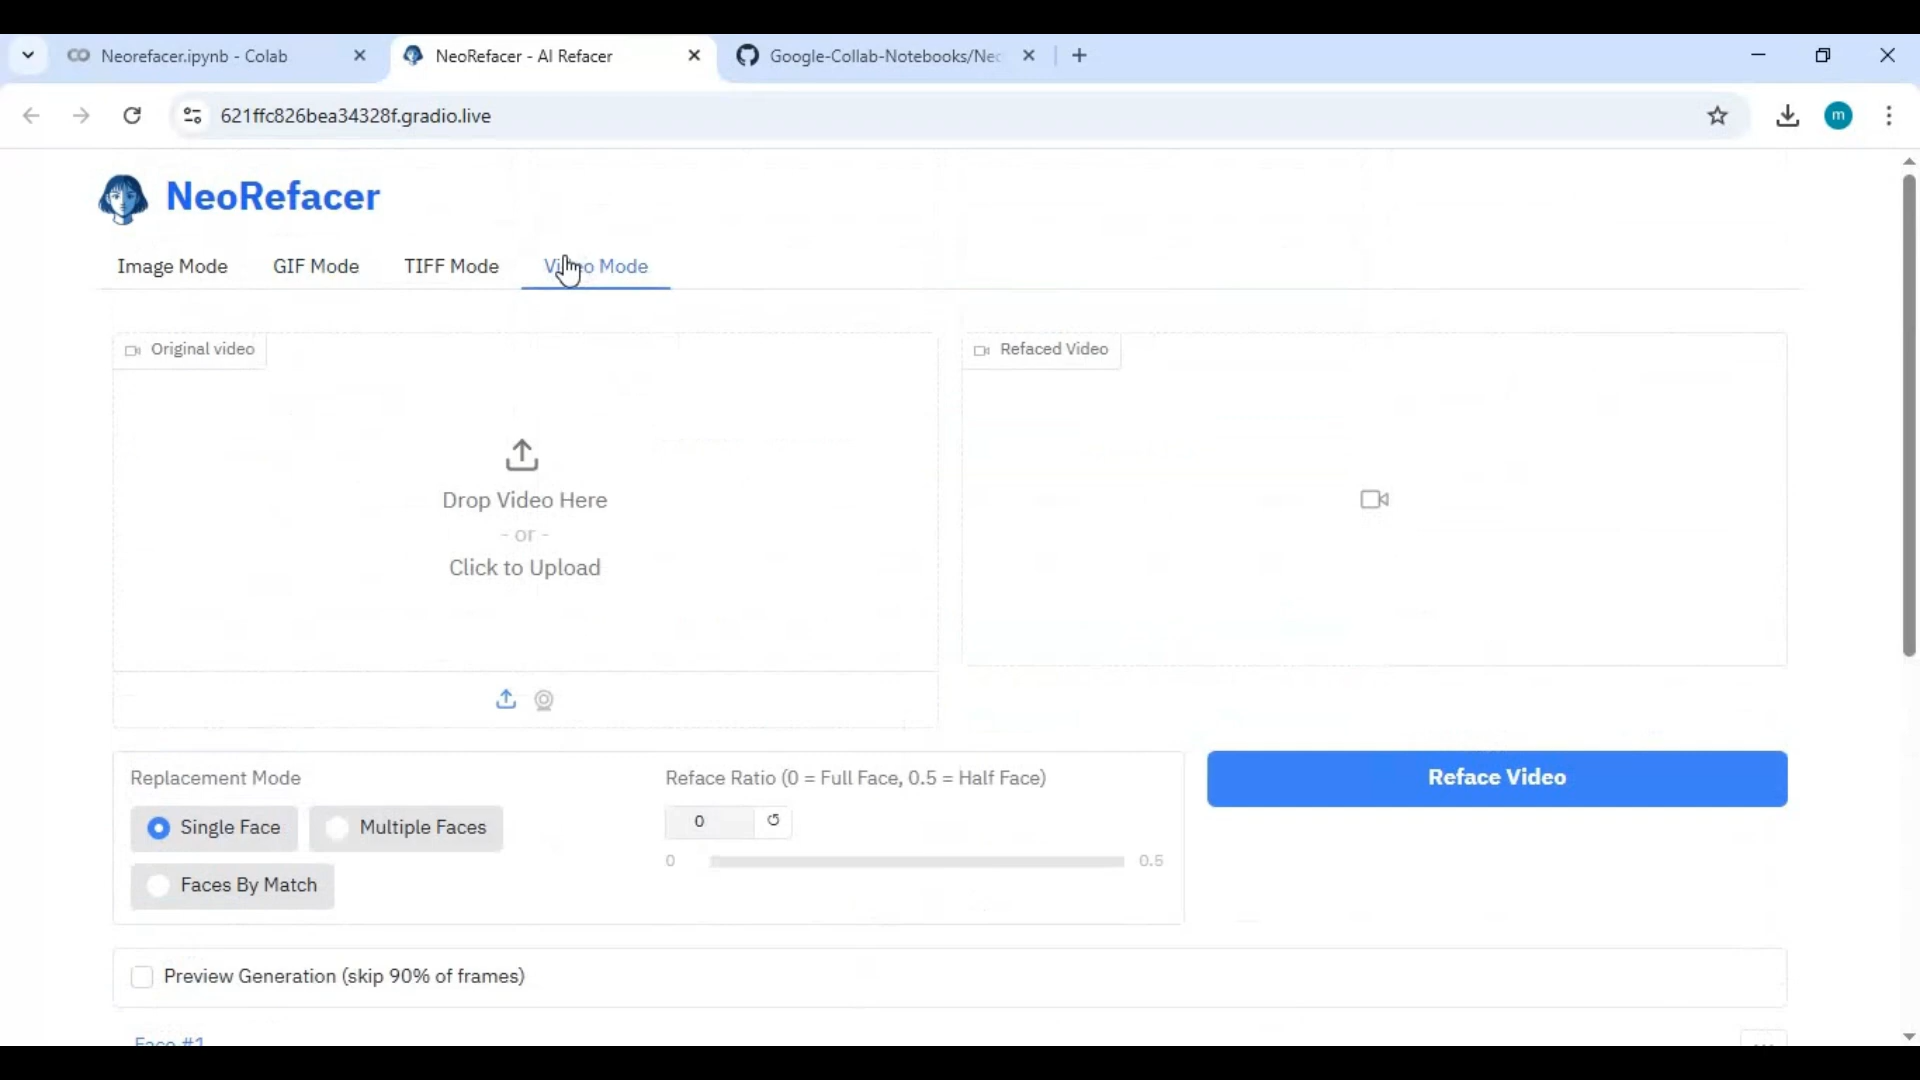 Neorefacer.ipynb - Colab
NeoRefacer - AI Refacer
Google-Collab-Notebooks/Neo
621ffc826bea34328f.gradio.live
m
NeoRefacer
Image Mode
GIF Mode
TIFF Mode
Video Mode
Original video
Refaced Video
Drop Video Here
- or -
Click to Upload
Replacement Mode
Reface Ratio (0 = Full Face, 0.5 = Half Face)
Reface Video
Single Face
Multiple Faces
0
0
0.5
Faces By Match
Preview Generation (skip 90% of frames)
Face #1